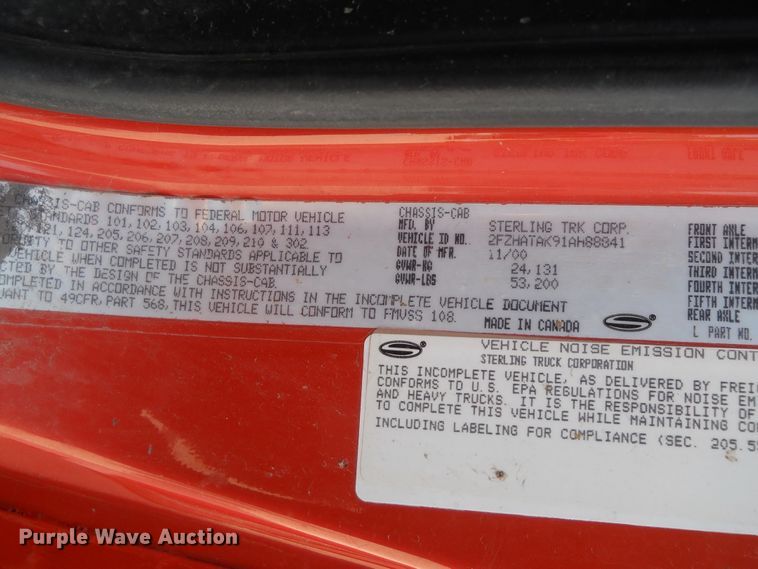 CHASSIS-CAB CONFORMS TO FEDERAL MOTOR VEHICLE
STANDARDS 101, 102, 103, 104, 106, 107, 111, 113
121, 124, 205, 206, 207, 208, 209, 210 & 302
TO OTHER SAFETY STANDARDS APPLICABLE TO
VEHICLE WHEN COMPLETED IS NOT SUBSTANTIALLY
BY THE DESIGN OF THE CHASSIS-CAB.
COMPLETED IN ACCORDANCE WITH INSTRUCTIONS IN THE INCOMPLETE VEHICLE DOCUMENT
TO 49CFR, PART 568, THIS VEHICLE WILL CONFORM TO FMVSS 108.
CHASSIS-CAB
MFD. BY STERLING TRK CORP.
VEHICLE ID NO. 2FZHATAK91AH88841
DATE OF MFR. 11/00
GVWR-KG 24,131
GVWR-LBS 53,200
MADE IN CANADA
FRONT AXLE
FIRST INTERM
SECOND INTERM
THIRD INTERM
FOURTH INTERM
FIFTH INTERM
REAR AXLE
L PART NO.
VEHICLE NOISE EMISSION CONT
STERLING TRUCK CORPORATION
THIS INCOMPLETE VEHICLE, AS DELIVERED BY FREI
CONFORMS TO U.S. EPA REGULATIONS FOR NOISE EM
AND HEAVY TRUCKS. IT IS THE RESPONSIBILITY OF
TO COMPLETE THIS VEHICLE WHILE MAINTAINING CO
INCLUDING LABELING FOR COMPLIANCE (SEC. 205.5
Purple Wave Auction